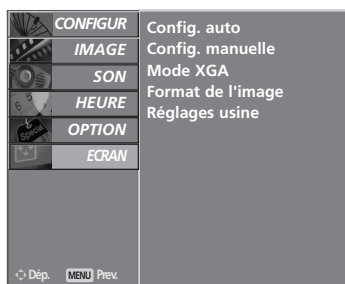 CONFIGUR
IMAGE
SON
HEURE
OPTION
Special
ECRAN
Config. auto
Config. manuelle
Mode XGA
Format de l'image
Réglages usine
Dép. MENU Prev.